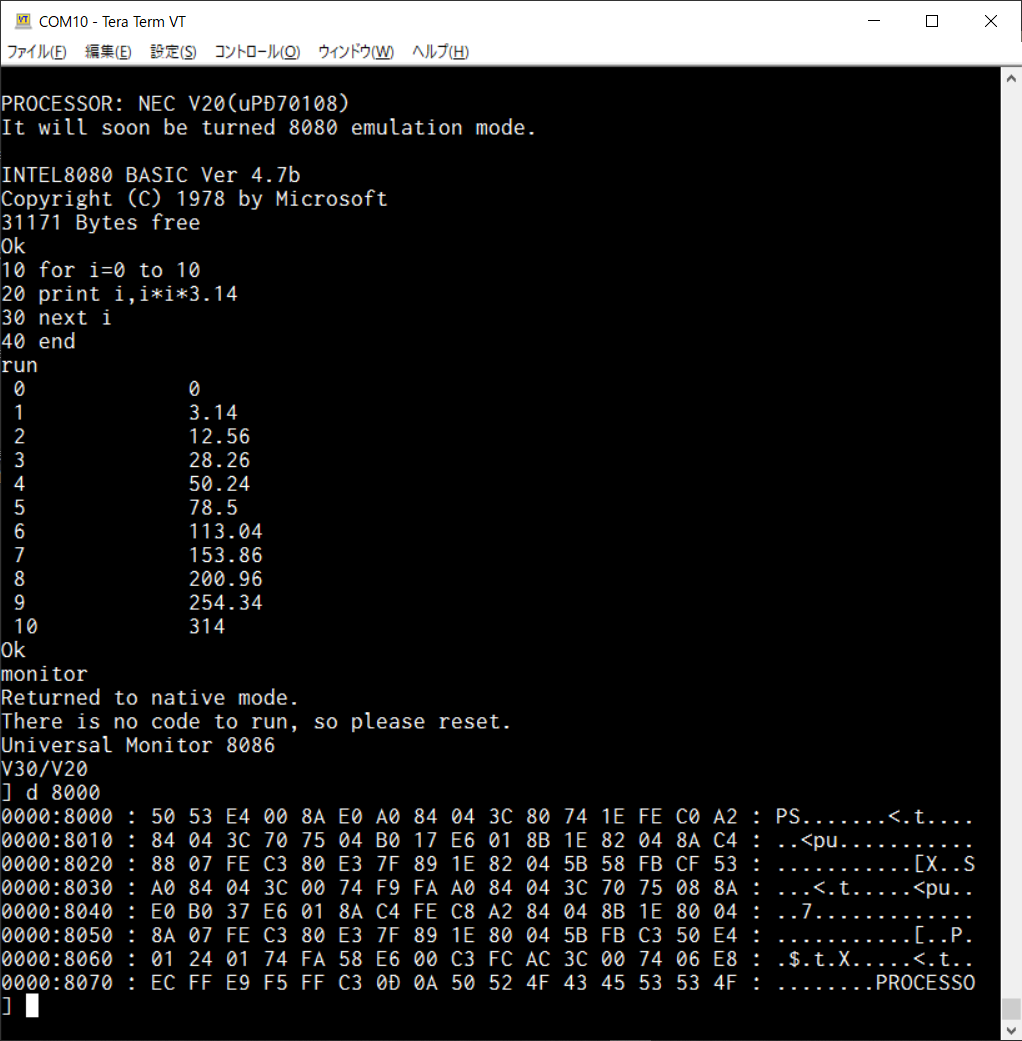 COM10 - Tera Term VT
ファイル(F) 編集(E) 設定(S) コントロール(O) ウィンドウ(W) ヘルプ(H)
PROCESSOR: NEC V20(uPD70108)
It will soon be turned 8080 emulation mode.
INTEL8080 BASIC Ver 4.7b
Copyright (C) 1978 by Microsoft
31171 Bytes free
Ok
10 for i=0 to 10
20 print i,i*i*3.14
30 next i
40 end
run
0 0
1 3.14
2 12.56
3 28.26
4 50.24
5 78.5
6 113.04
7 153.86
8 200.96
9 254.34
10 314
Ok
monitor
Returned to native mode.
There is no code to run, so please reset.
Universal Monitor 8086
V30/V20
] d 8000
0000:8000 : 50 53 E4 00 8A E0 A0 84 04 3C 80 74 1E FE C0 A2 : PS.......<.t....
0000:8010 : 84 04 3C 70 75 04 B0 17 E6 01 8B 1E 82 04 8A C4 : ..<pu...........
0000:8020 : 88 07 FE C3 80 E3 7F 89 1E 82 04 5B 58 FB CF 53 : ...........[X..S
0000:8030 : A0 84 04 3C 00 74 F9 FA A0 84 04 3C 70 75 08 8A : ...<.t.....<pu..
0000:8040 : E0 B0 37 E6 01 8A C4 FE C8 A2 84 04 8B 1E 80 04 : ..7.............
0000:8050 : 8A 07 FE C3 80 E3 7F 89 1E 80 04 5B FB C3 50 E4 : ...........[..P.
0000:8060 : 01 24 01 74 FA 58 E6 00 C3 FC AC 3C 00 74 06 E8 : .$.t.X.....<.t..
0000:8070 : EC FF E9 F5 FF C3 0D 0A 50 52 4F 43 45 53 53 4F : ........PROCESSO
]